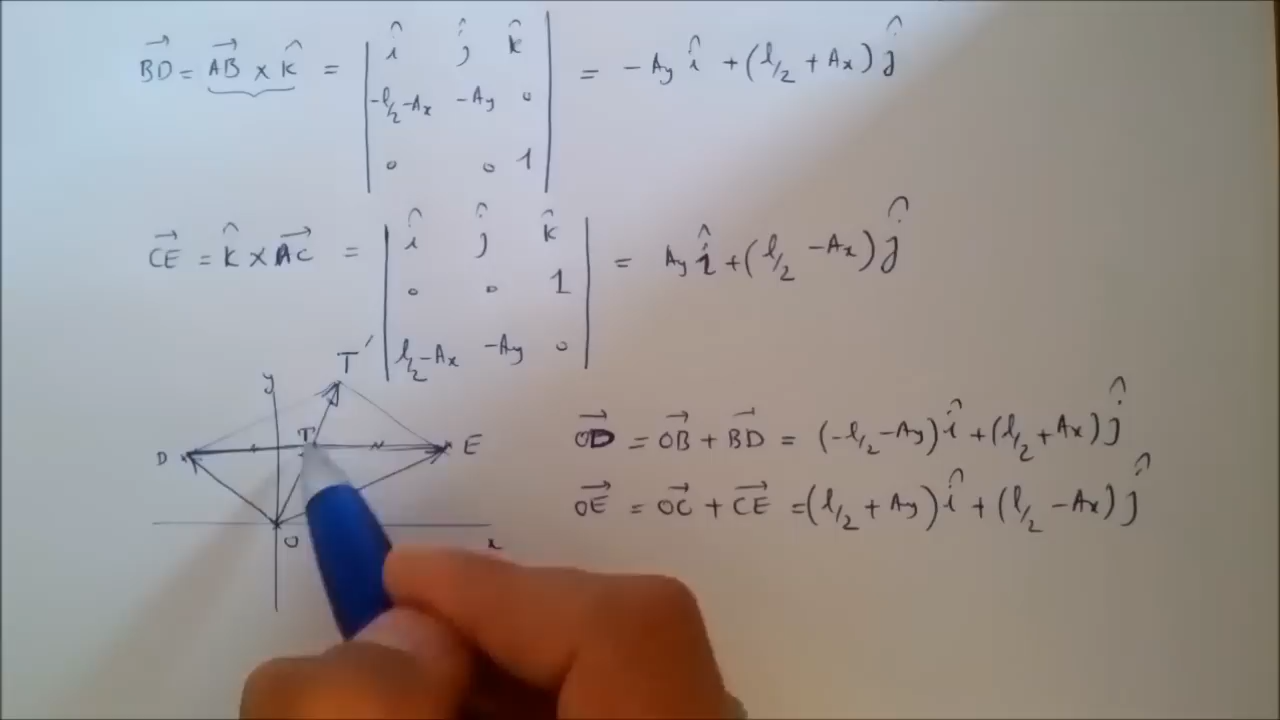 →BD = →AB × k̂ = | î ĵ k̂ | = -Ay î + (l/2 + Ax) ĵ
-l/2-Ax -Ay 0
0 0 1
→CE = k̂ × →AC = | î ĵ k̂ | = Ay î + (l/2 - Ax) ĵ
0 0 1
l/2-Ax -Ay 0
T'
y
D T E
O x
→OD = →OB + →BD = (-l/2 - Ay) î + (l/2 + Ax) ĵ
→OE = →OC + →CE = (l/2 + Ay) î + (l/2 - Ax) ĵ